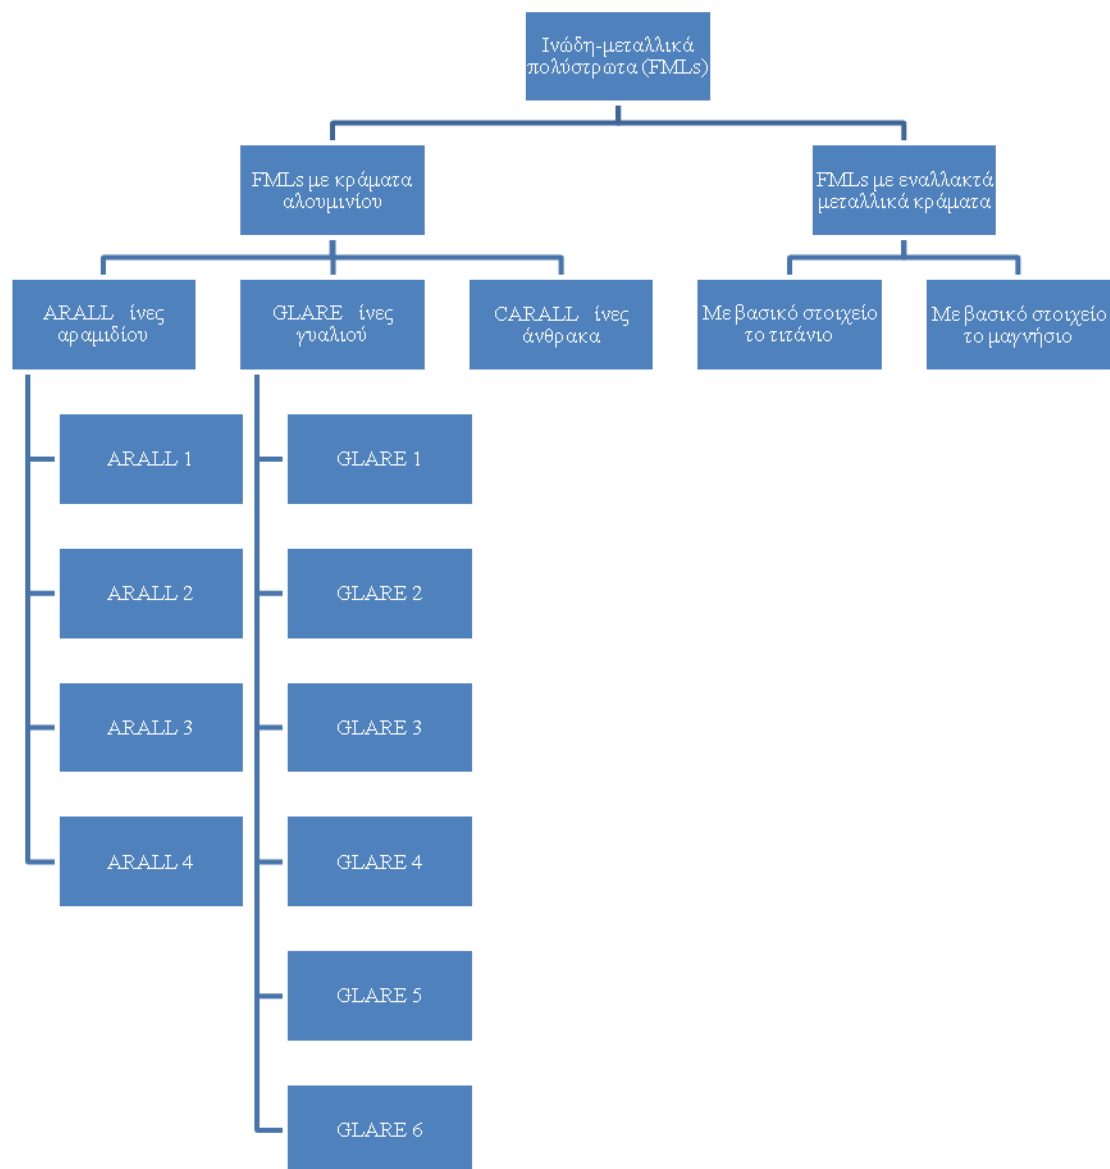 Ινώδη-μεταλλικά
πολύστρωτα (FMLs)
FMLs με κράματα
αλουμινίου
FMLs με εναλλακτά
μεταλλικά κράματα
ARALL ίνες
αραμιδίου
GLARE ίνες
γυαλιού
CARALL ίνες
άνθρακα
Με βασικό στοιχείο
το τιτάνιο
Με βασικό στοιχείο
το μαγνήσιο
ARALL 1
GLARE 1
ARALL 2
GLARE 2
ARALL 3
GLARE 3
ARALL 4
GLARE 4
GLARE 5
GLARE 6